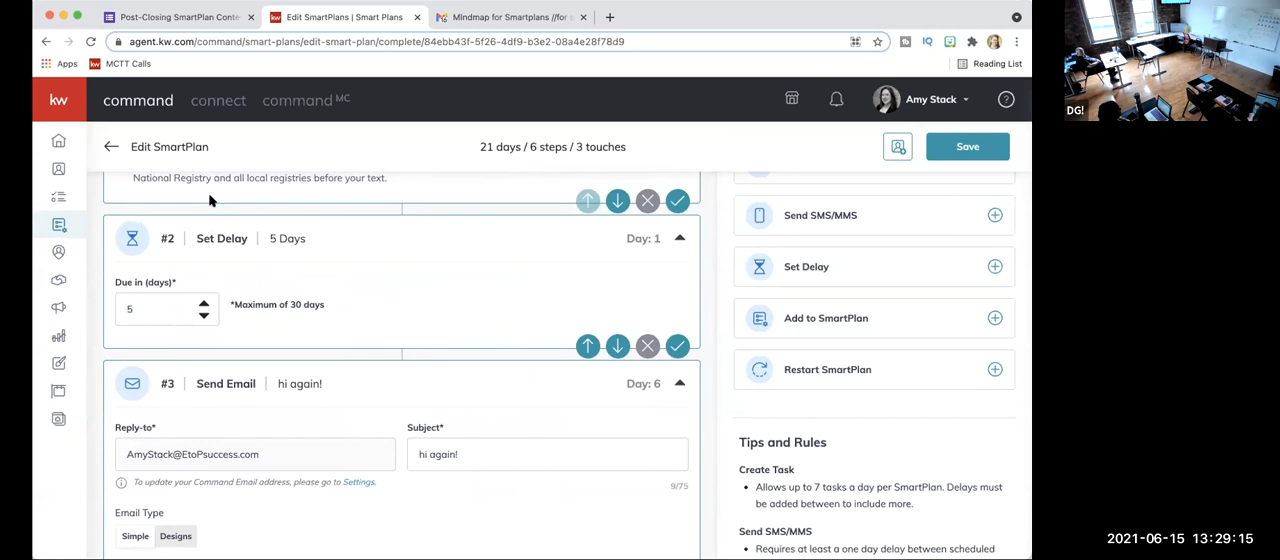 Post-Closing SmartPlan Conte
Edit SmartPlans | Smart Plans
MIndmap for Smartplans //for s
agent.kw.com/command/smart-plans/edit-smart-plan/complete/84ebb43f-5f26-4df9-b3e2-08a4e28f78d9
Apps
MCTT Calls
Reading List
kw
command
connect
command MC
Amy Stack
Edit SmartPlan
21 days / 6 steps / 3 touches
Save
National Registry and all local registries before your text.
#2 | Set Delay | 5 Days
Day: 1
Due in (days)*
5
*Maximum of 30 days
#3 | Send Email | hi again!
Day: 6
Reply-to*
Subject*
AmyStack@EtoPsuccess.com
hi again!
To update your Command Email address, please go to Settings.
9/75
Email Type
Simple
Designs
Send SMS/MMS
Set Delay
Add to SmartPlan
Restart SmartPlan
Tips and Rules
Create Task
• Allows up to 7 tasks a day per SmartPlan. Delays must
be added between to include more.
Send SMS/MMS
• Requires at least a one day delay between scheduled
DG!
2021-06-15 13:29:15